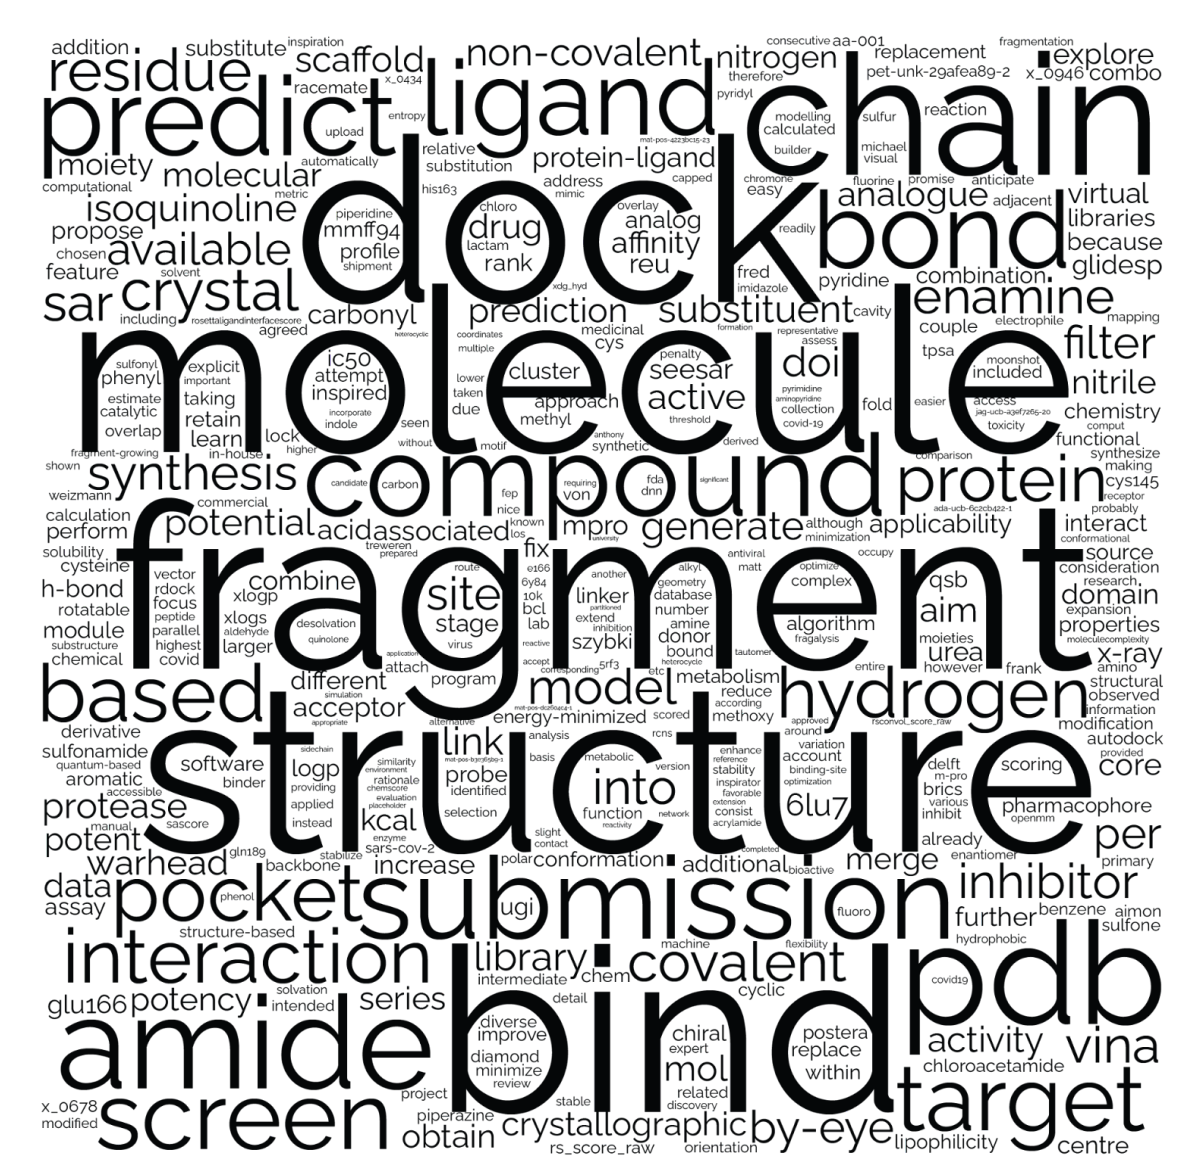 addition substitute inspiration scaffold non-covalent nitrogen consecutive aa-001 replacement fragmentation explore
residue racemate x_0434 ligand therefore pet-unk-29afea89-2 x_0946 combo
predict upload entropy pyridyl chain modelling sulfur reaction
calculated builder michael visual
moiety automatically relative substitution mat-pos-4223bc15-23 protein-ligand
computational molecular metric his163 address mimic capped chromone easy fluorine promise anticipate
isoquinoline dock piperidine chloro overlay analogue adjacent virtual
propose mmff94 drug analog readily bond libraries
chosen available profile lactam affinity because
feature solvent shipment rank reu fred pyridine combination glidesp
sar crystal xdg_hyd imidazole enamine
including rosettaligandinterfacescore carbonyl prediction substituent cavity electrophile mapping
agreed heterocyclic coordinates medicinal formation representative couple filter
molecule multiple cys penalty assess tpsa moonshot
sulfonyl explicit ic50 cluster seesar doi included nitrile
phenyl important attempt lower active pyrimidine
estimate taking inspired taken approach aminopyridine easier access
catalytic retain incorporate due methyl threshold collection fold jag-ucb-a3ef7265-20 chemistry
overlap learn lock indole seen motif anthony covid-19 toxicity comput
fragment-growing in-house higher without synthetic derived functional
shown synthesis compound comparison synthesize
weizmann candidate carbon requiring fda significant protein making
commercial fep von dnn cys145
calculation nice ada-ucb-6c2cb422-1 receptor
perform potential acid associated known mpro generate although applicability probably
los university minimization interact
solubility treweren prepared fix antiviral matt occupy conformational
cysteine fragment route e166 another alkyl optimize source
h-bond vector combine site 6y84 geometry complex qsb consideration
rdock xlogp 10k linker database aim research
rotatable focus stage bcl partitioned number domain
peptide xlogs desolvation extend algorithm expansion
module parallel aldehyde lab inhibition amine fragalysis moieties properties
substructure highest larger quinolone virus reactive szybki donor urea moleculecomplexity
chemical covid application accept corresponding 5rf3 bound tautomer x-ray
attach etc heterocycle entire however frank amino
based different program model metabolism hydrogen structural
simulation acceptor mat-pos-dc2604c4-1 reduce observed
appropriate energy-minimized scored according information
derivative alternative methoxy approved rsconvol_score_raw modification
structure sidechain link analysis rcns around autodock
sulfonamide software similarity mat-pos-b3e365b9-1 basis metabolic enhance variation delft provided
quantum-based logp environment version reference account m-pro scoring core
aromatic binder rationale probe into stability binding-site brics
accessible providing chemscore identified inspirator optimization various
protease applied evaluation function favorable 6lu7 inhibit pharmacophore
placeholder selection network extension openmm
manual sascore instead kcal reactivity consist
potent enzyme slight acrylamide already per
gln189 stabilize sars-cov-2 contact completed
warhead backbone increase polar conformation additional bioactive merge enantiomer primary
data pocket phenol submission inhibitor
assay ugi fluoro further benzene aimon
structure-based sulfone
interaction library machine flexibility hydrophobic
intermediate chem covalent pdb covid19
glu166 solvation potency intended series detail cyclic
amide bind diverse chiral postera activity vina
improve expert replace
diamond minimize mol within chloroacetamide
review related target
x_0678 project stable discovery
modified screen piperazine crystallographic by-eye
obtain rs_score_raw orientation lipophilicity centre